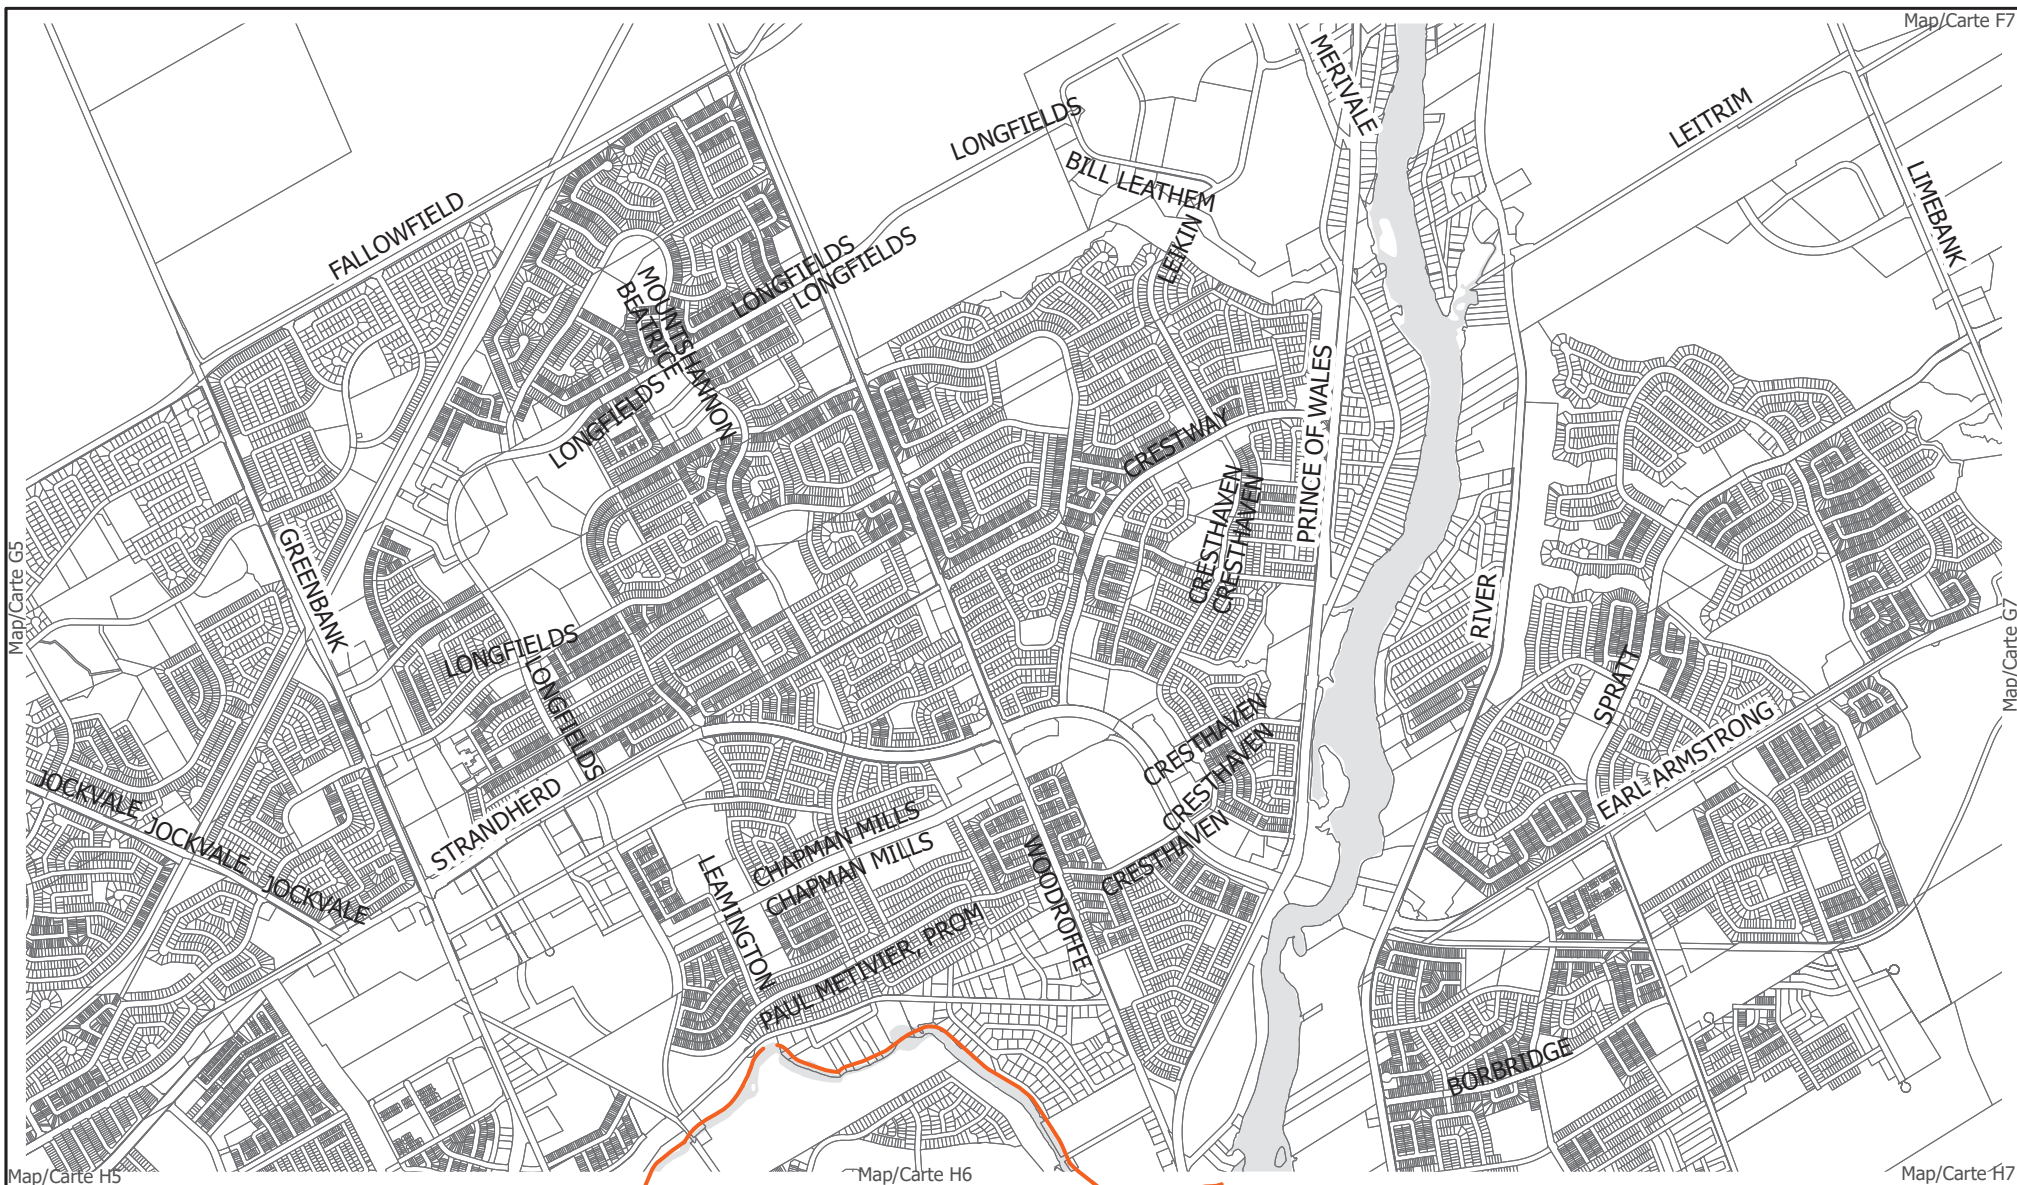 Map/Carte F7
MERIVALE
LONGFIELDS
LEITRIM
BILL LEATHEM
LIMEBANK
FALLOWFIELD
LEIKIN
LONGFIELDS
LONGFIELDS
MOUNTSHANNON
BEATRICE
PRINCE OF WALES
LONGFIELDS
CRESTWAY
CRESTHAVEN
CRESTHAVEN
Map/Carte G5
GREENBANK
RIVER
Map/Carte G7
LONGFIELDS
LONGFIELDS
SPRATT
CRESTHAVEN
CRESTHAVEN
EARL ARMSTRONG
JOCKVALE
JOCKVALE
JOCKVALE
STRANDHERD
CHAPMAN MILLS
CHAPMAN MILLS
LEAMINGTON
WOODROFFE
CRESTHAVEN
PAUL METIVIER, PROM
BORBRIDGE
Map/Carte H5
Map/Carte H6
Map/Carte H7